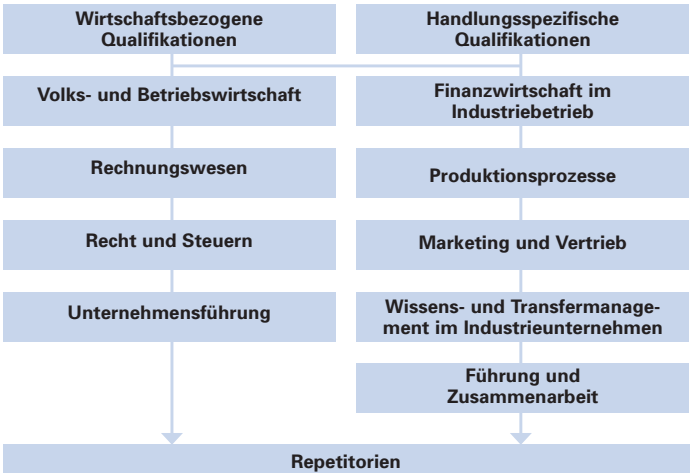 Wirtschaftsbezogene
Qualifikationen
Handlungsspezifische
Qualifikationen
Volks- und Betriebswirtschaft
Finanzwirtschaft im
Industriebetrieb
Rechnungswesen
Produktionsprozesse
Recht und Steuern
Marketing und Vertrieb
Unternehmensführung
Wissens- und Transfermanage-
ment im Industrieunternehmen
Führung und
Zusammenarbeit
Repetitorien